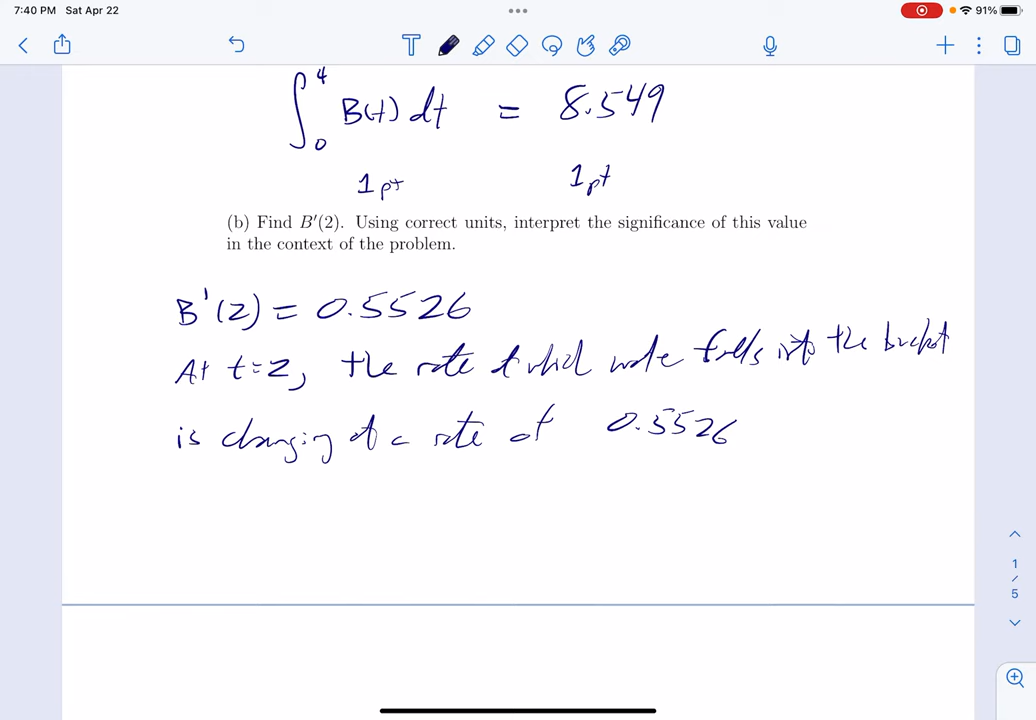 7:40 PM Sat Apr 22
91%
∫₀⁴ B(t) dt = 8.549
1 pt 1 pt
(b) Find B′(2). Using correct units, interpret the significance of this value
in the context of the problem.
B'(2) = 0.5526
At t=2, the rate at which water falls into the bucket
is changing at a rate of 0.5526
1
/
5